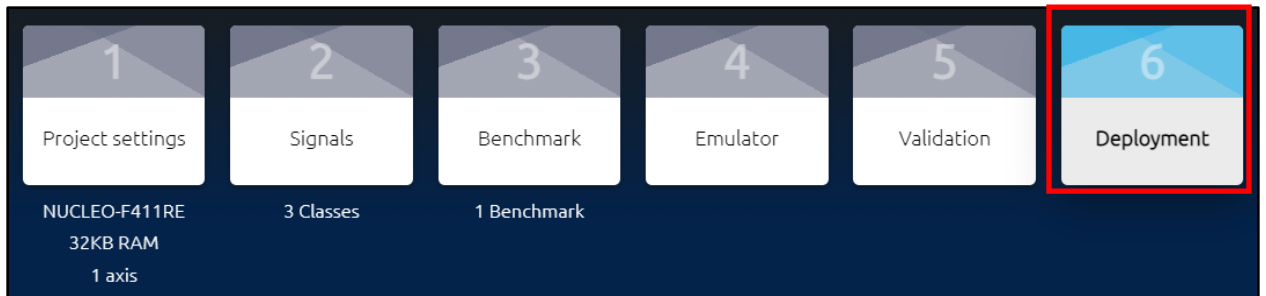 1 2 3 4 5 6
Project settings Signals Benchmark Emulator Validation Deployment
NUCLEO-F411RE 3 Classes 1 Benchmark
32KB RAM
1 axis